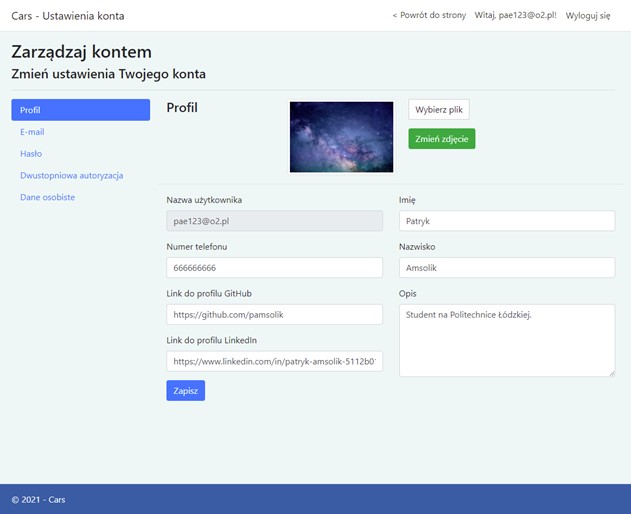 Cars - Ustawienia konta
< Powrót do strony
Witaj, pae123@o2.pl!
Wyloguj się
Zarządzaj kontem
Zmień ustawienia Twojego konta
Profil
E-mail
Hasło
Dwustopniowa autoryzacja
Dane osobiste
Profil
Wybierz plik
Zmień zdjęcie
Nazwa użytkownika
pae123@o2.pl
Imię
Patryk
Numer telefonu
666666666
Nazwisko
Amsolik
Link do profilu GitHub
https://github.com/pamsolik
Opis
Student na Politechnice Łódzkiej.
Link do profilu LinkedIn
https://www.linkedin.com/in/patryk-amsolik-5112b0
Zapisz
© 2021 - Cars